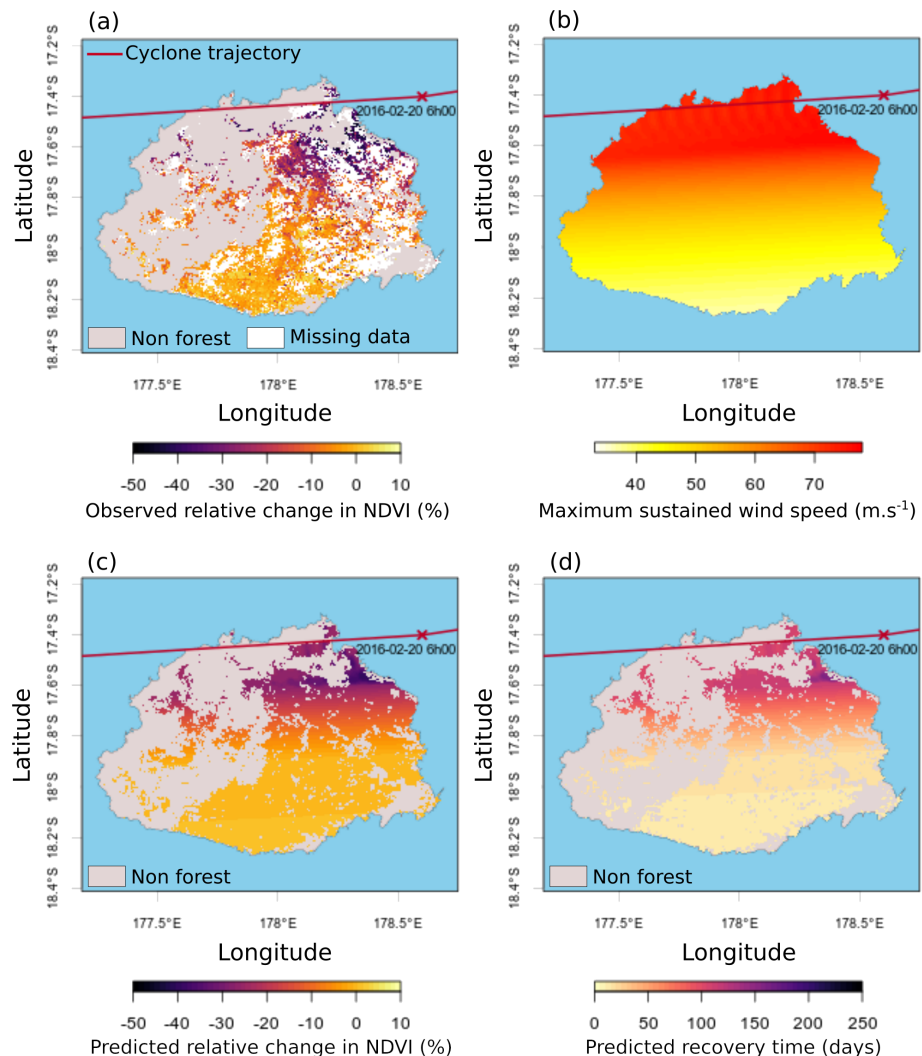 (a)
Cyclone trajectory
2016-02-20 6h00
17.2°S
17.4°S
17.6°S
17.8°S
18°S
18.2°S
18.4°S
Latitude
Non forest
Missing data
177.5°E
178°E
178.5°E
Longitude
-50
-40
-30
-20
-10
0
10
Observed relative change in NDVI (%)
(b)
2016-02-20 6h00
17.2°S
17.4°S
17.6°S
17.8°S
18°S
18.2°S
18.4°S
Latitude
177.5°E
178°E
178.5°E
Longitude
40
50
60
70
Maximum sustained wind speed (m.s-1)
(c)
2016-02-20 6h00
17.2°S
17.4°S
17.6°S
17.8°S
18°S
18.2°S
18.4°S
Latitude
Non forest
177.5°E
178°E
178.5°E
Longitude
-50
-40
-30
-20
-10
0
10
Predicted relative change in NDVI (%)
(d)
2016-02-20 6h00
17.2°S
17.4°S
17.6°S
17.8°S
18°S
18.2°S
18.4°S
Latitude
Non forest
177.5°E
178°E
178.5°E
Longitude
0
50
100
150
200
250
Predicted recovery time (days)